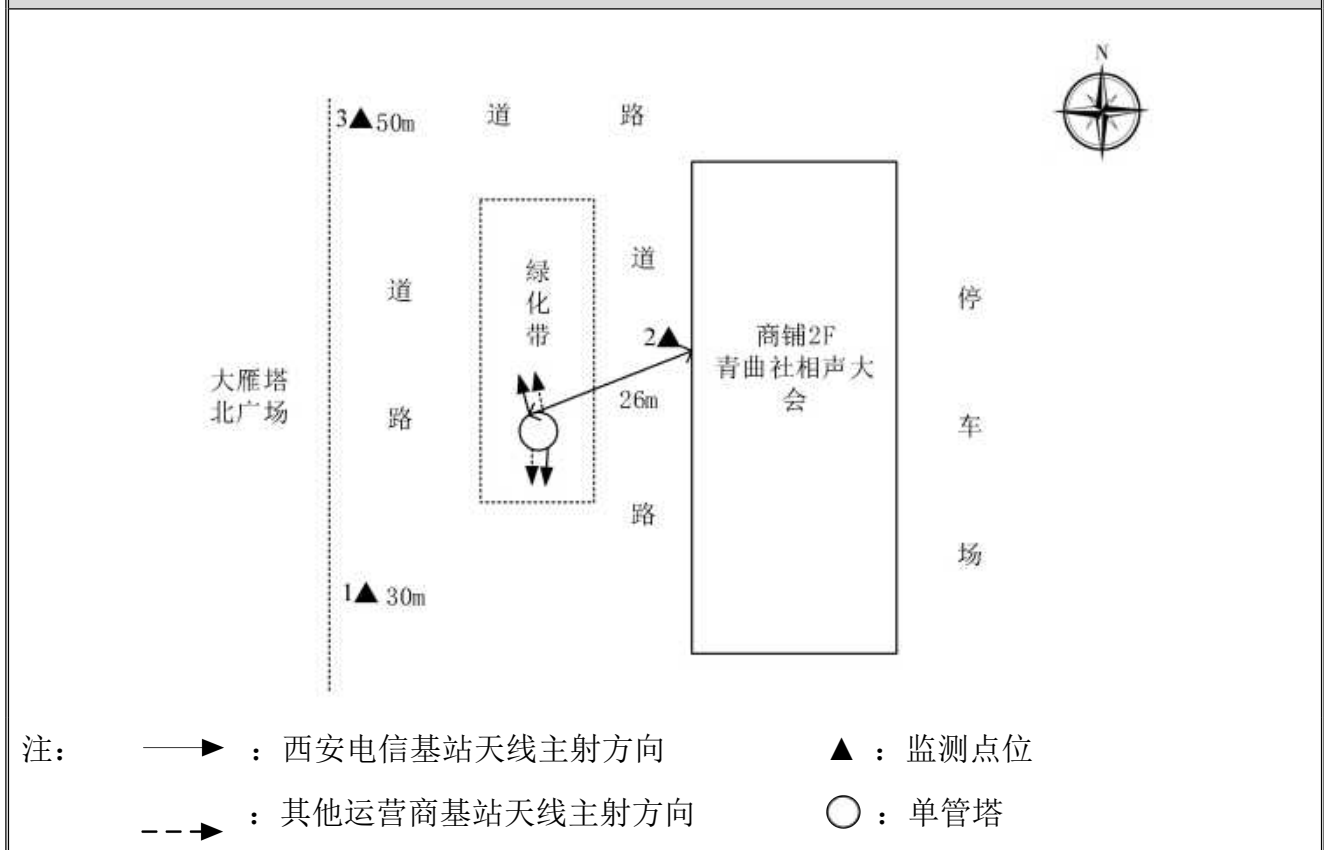 N
3▲50m
道 路
道
绿
化
带
道
停
2▲
商铺2F
青曲社相声大
会
大雁塔
北广场
26m
路
车
路
场
1▲30m
注： ：西安电信基站天线主射方向 ▲：监测点位
：其他运营商基站天线主射方向 ：单管塔